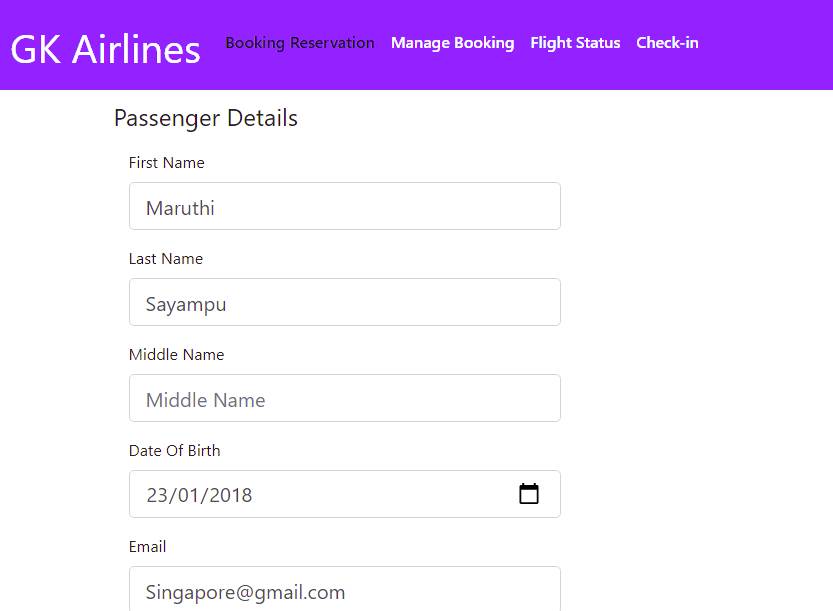 GK Airlines Booking Reservation Manage Booking Flight Status Check-in
Passenger Details
First Name
Maruthi
Last Name
Sayampu
Middle Name
Middle Name
Date Of Birth
23/01/2018
Email
Singapore@gmail.com